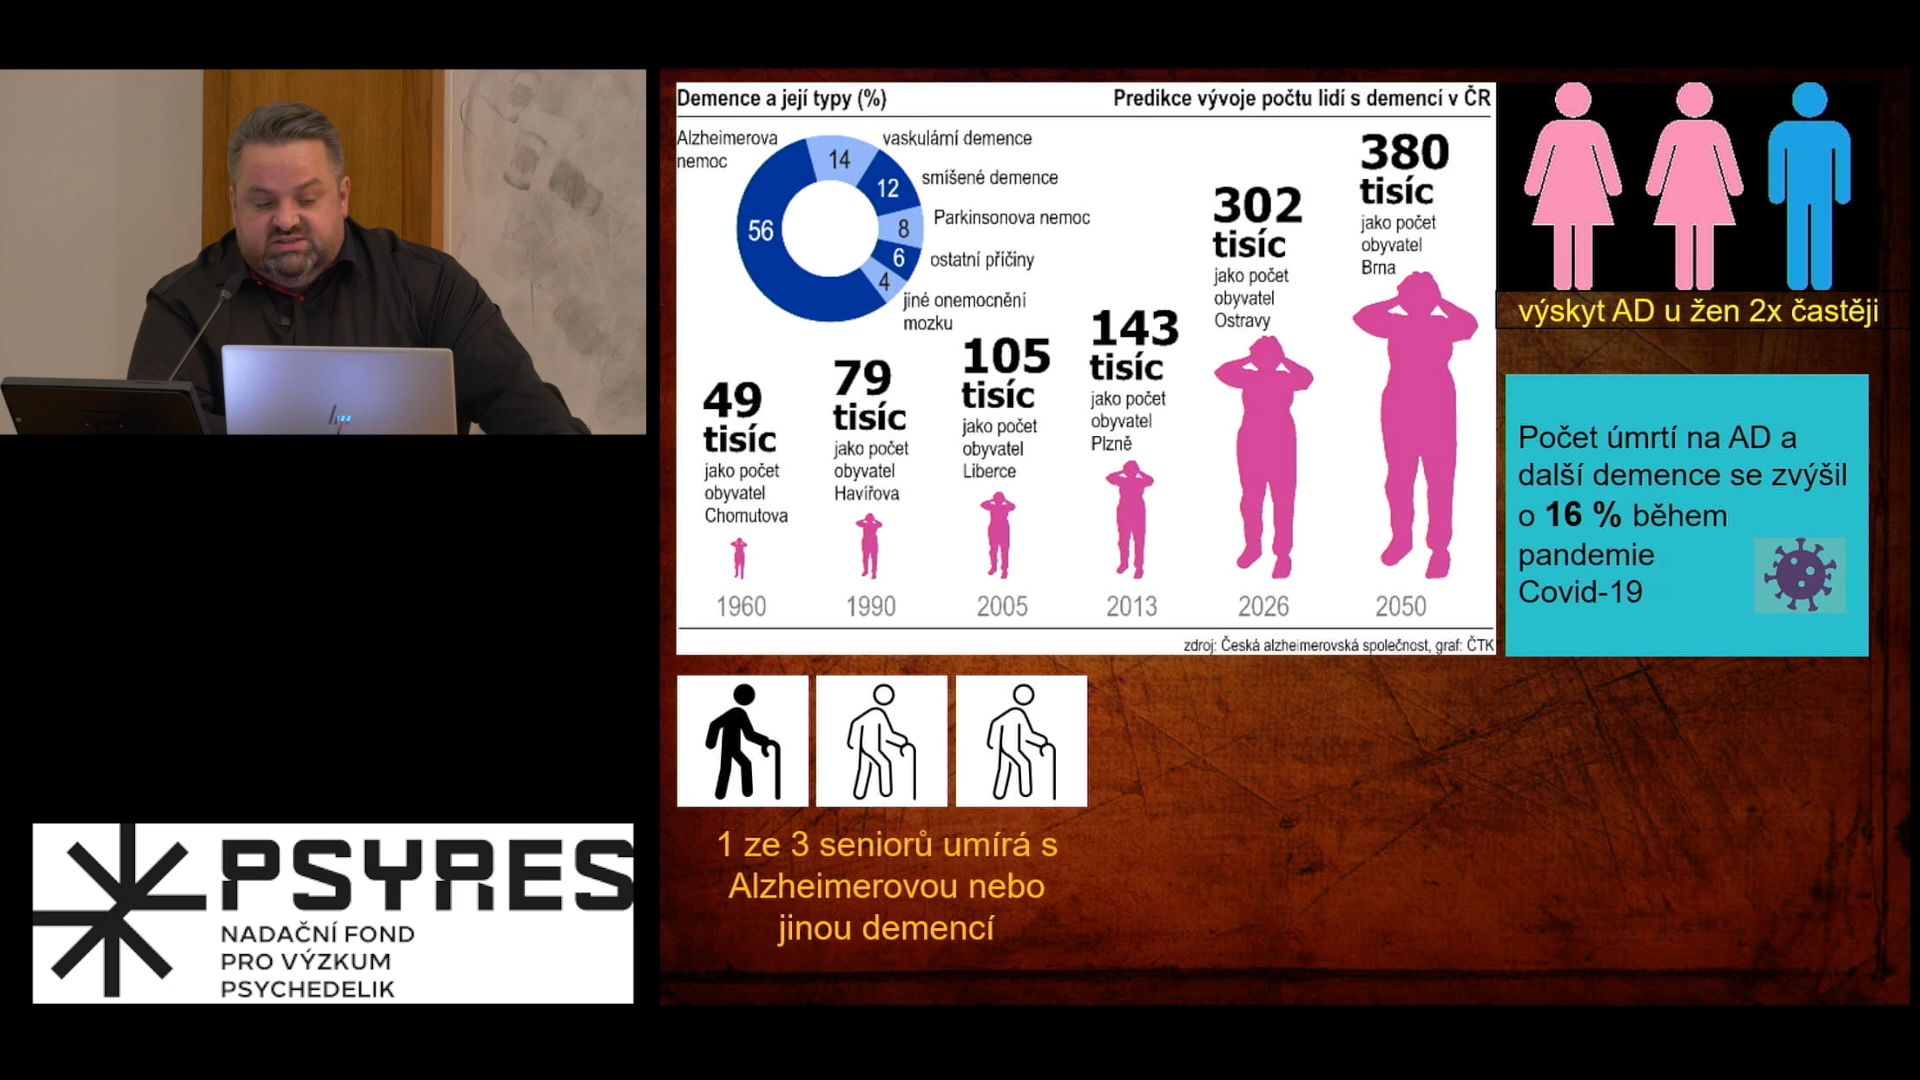 Demence a její typy (%)
Predikce vývoje počtu lidí s demencí v ČR
Alzheimerova
nemoc
56
14
vaskulární demence
12
smíšené demence
8
Parkinsonova nemoc
6
ostatní příčiny
4
jiné onemocnění
mozku
49
tisíc
jako počet
obyvatel
Chomutova
1960
79
tisíc
jako počet
obyvatel
Havířova
1990
105
tisíc
jako počet
obyvatel
Liberce
2005
143
tisíc
jako počet
obyvatel
Plzně
2013
302
tisíc
jako počet
obyvatel
Ostravy
2026
380
tisíc
jako počet
obyvatel
Brna
2050
zdroj: Česká alzheimerovská společnost, graf: ČTK
výskyt AD u žen 2x častěji
Počet úmrtí na AD a
další demence se zvýšil
o 16 % během
pandemie
Covid-19
1 ze 3 seniorů umírá s
Alzheimerovou nebo
jinou demencí
hp
PSYRES
NADAČNÍ FOND
PRO VÝZKUM
PSYCHEDELIK